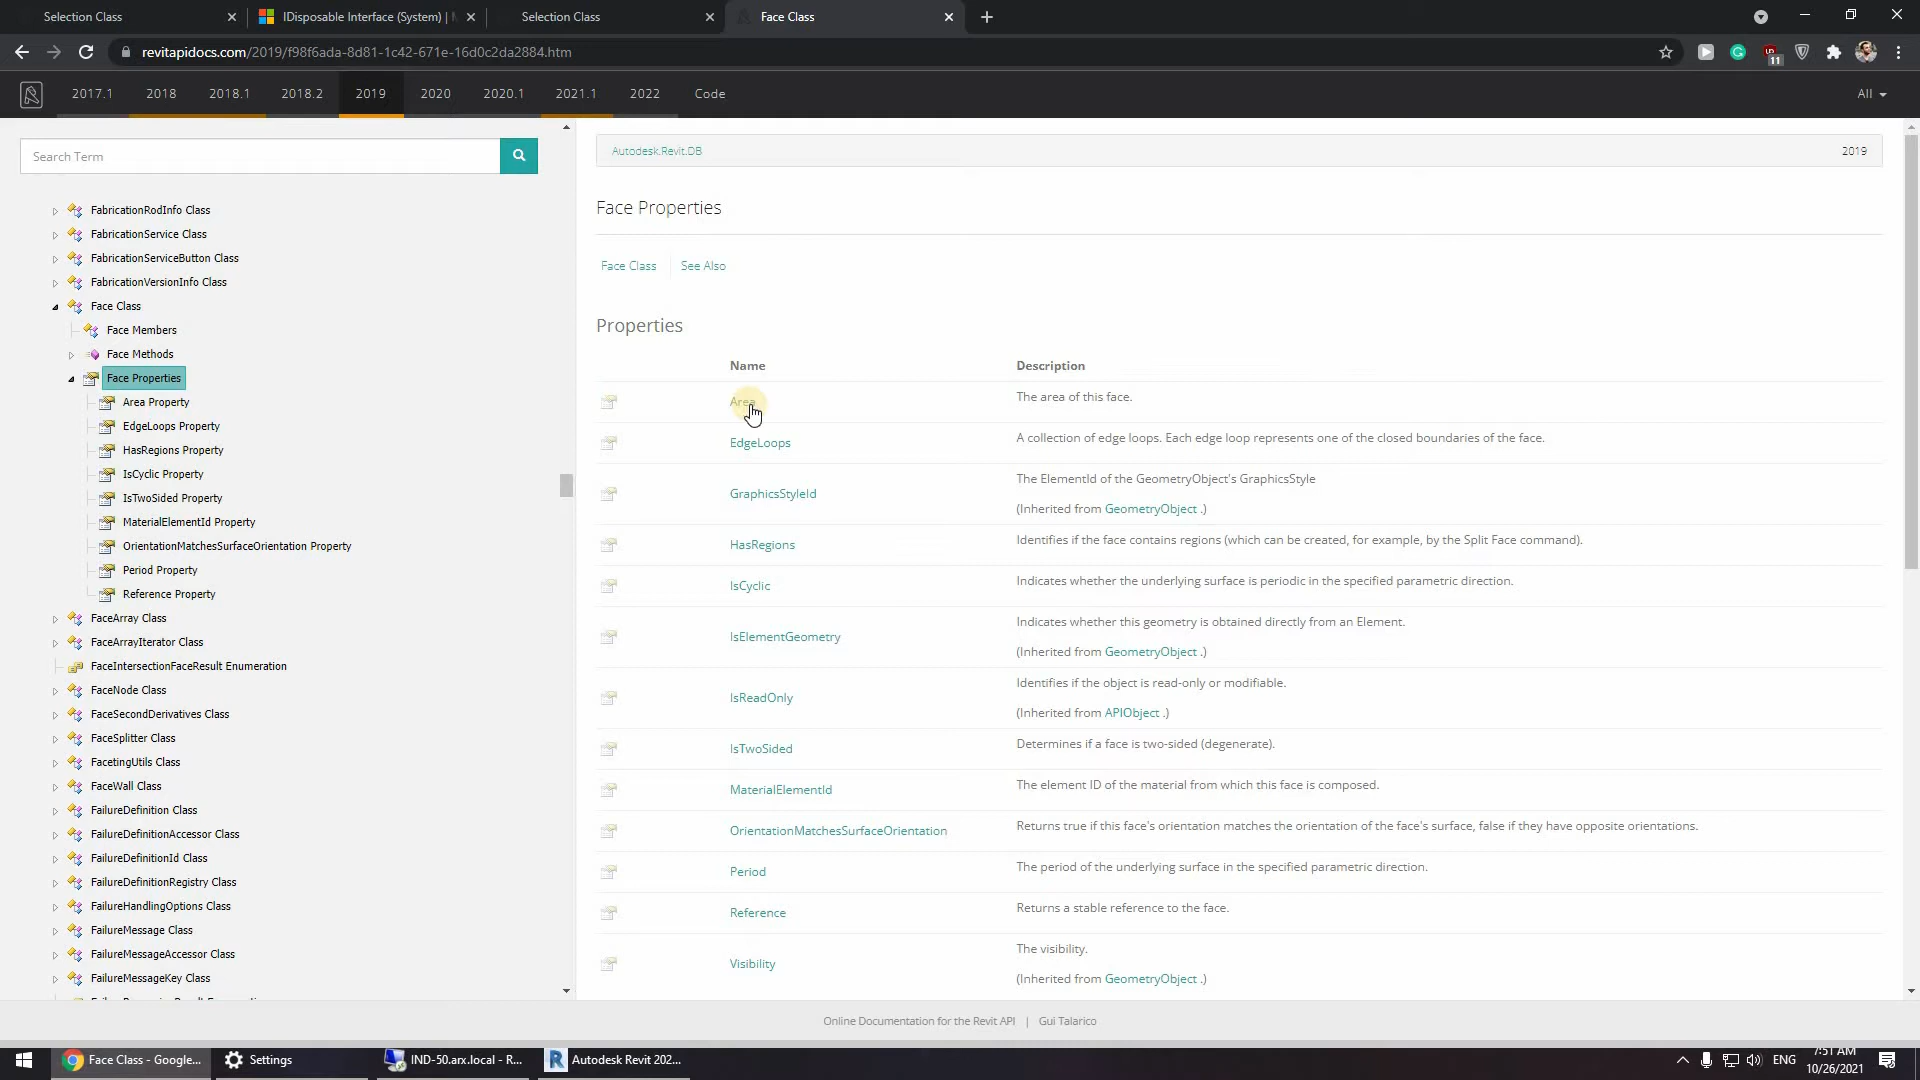 Selection Class
IDisposable Interface (System) |
Selection Class
Face Class
revitapidocs.com/2019/f98f6ada-8d81-1c42-671e-16d0c2da2884.htm
11
2017.1 2018 2018.1 2018.2 2019 2020 2020.1 2021.1 2022 Code All
Search Term
FabricationRodInfo Class
FabricationService Class
FabricationServiceButton Class
FabricationVersionInfo Class
Face Class
Face Members
Face Methods
Face Properties
Area Property
EdgeLoops Property
HasRegions Property
IsCyclic Property
IsTwoSided Property
MaterialElementId Property
OrientationMatchesSurfaceOrientation Property
Period Property
Reference Property
FaceArray Class
FaceArrayIterator Class
FaceIntersectionFaceResult Enumeration
FaceNode Class
FaceSecondDerivatives Class
FaceSplitter Class
FacetingUtils Class
FaceWall Class
FailureDefinition Class
FailureDefinitionAccessor Class
FailureDefinitionId Class
FailureDefinitionRegistry Class
FailureHandlingOptions Class
FailureMessage Class
FailureMessageAccessor Class
FailureMessageKey Class
Autodesk.Revit.DB 2019
Face Properties
Face Class See Also
Properties
Name Description
Area The area of this face.
EdgeLoops A collection of edge loops. Each edge loop represents one of the closed boundaries of the face.
GraphicsStyleId The ElementId of the GeometryObject's GraphicsStyle
(Inherited from GeometryObject .)
HasRegions Identifies if the face contains regions (which can be created, for example, by the Split Face command).
IsCyclic Indicates whether the underlying surface is periodic in the specified parametric direction.
IsElementGeometry Indicates whether this geometry is obtained directly from an Element.
(Inherited from GeometryObject .)
IsReadOnly Identifies if the object is read-only or modifiable.
(Inherited from APIObject .)
IsTwoSided Determines if a face is two-sided (degenerate).
MaterialElementId The element ID of the material from which this face is composed.
OrientationMatchesSurfaceOrientation Returns true if this face's orientation matches the orientation of the face's surface, false if they have opposite orientations.
Period The period of the underlying surface in the specified parametric direction.
Reference Returns a stable reference to the face.
Visibility The visibility.
(Inherited from GeometryObject .)
Online Documentation for the Revit API | Gui Talarico
Face Class - Google...
Settings
IND-50.arx.local - R...
Autodesk Revit 202...
ENG
7:51 AM
10/26/2021